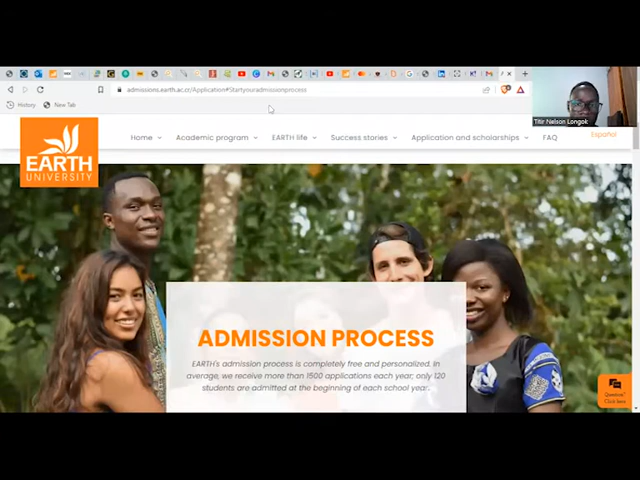 admissions.earth.ac.cr/Application#Startyouradmissionprocess
History
New Tab
Titir Nelson Longok
Home
Academic program
EARTH life
Success stories
Application and scholarships
FAQ
Español
EARTH
UNIVERSITY
ADMISSION PROCESS
EARTH's admission process is completely free and personalized. In
average, we receive more than 1500 applications each year; only 120
students are admitted at the beginning of each school year.
Question?
Click here